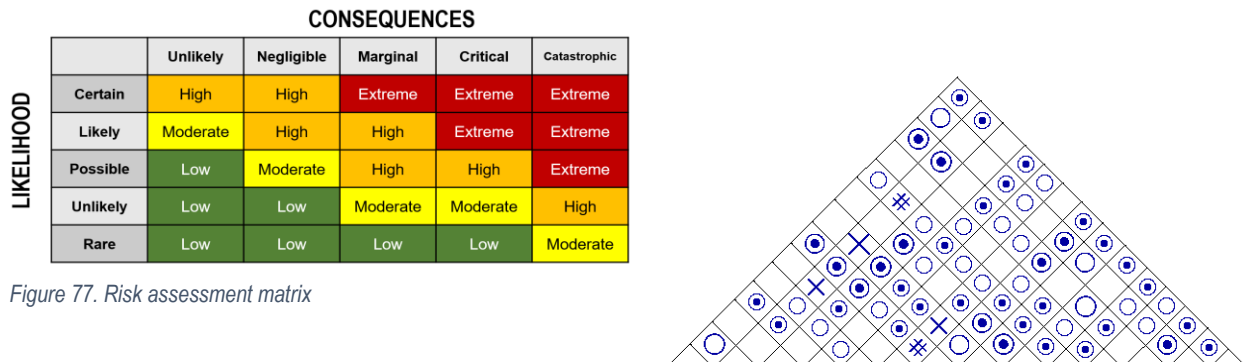 CONSEQUENCES
LIKELIHOOD
Unlikely Negligible Marginal Critical Catastrophic
Certain High High Extreme Extreme Extreme
Likely Moderate High High Extreme Extreme
Possible Low Moderate High High Extreme
Unlikely Low Low Moderate Moderate High
Rare Low Low Low Low Moderate
Figure 77. Risk assessment matrix